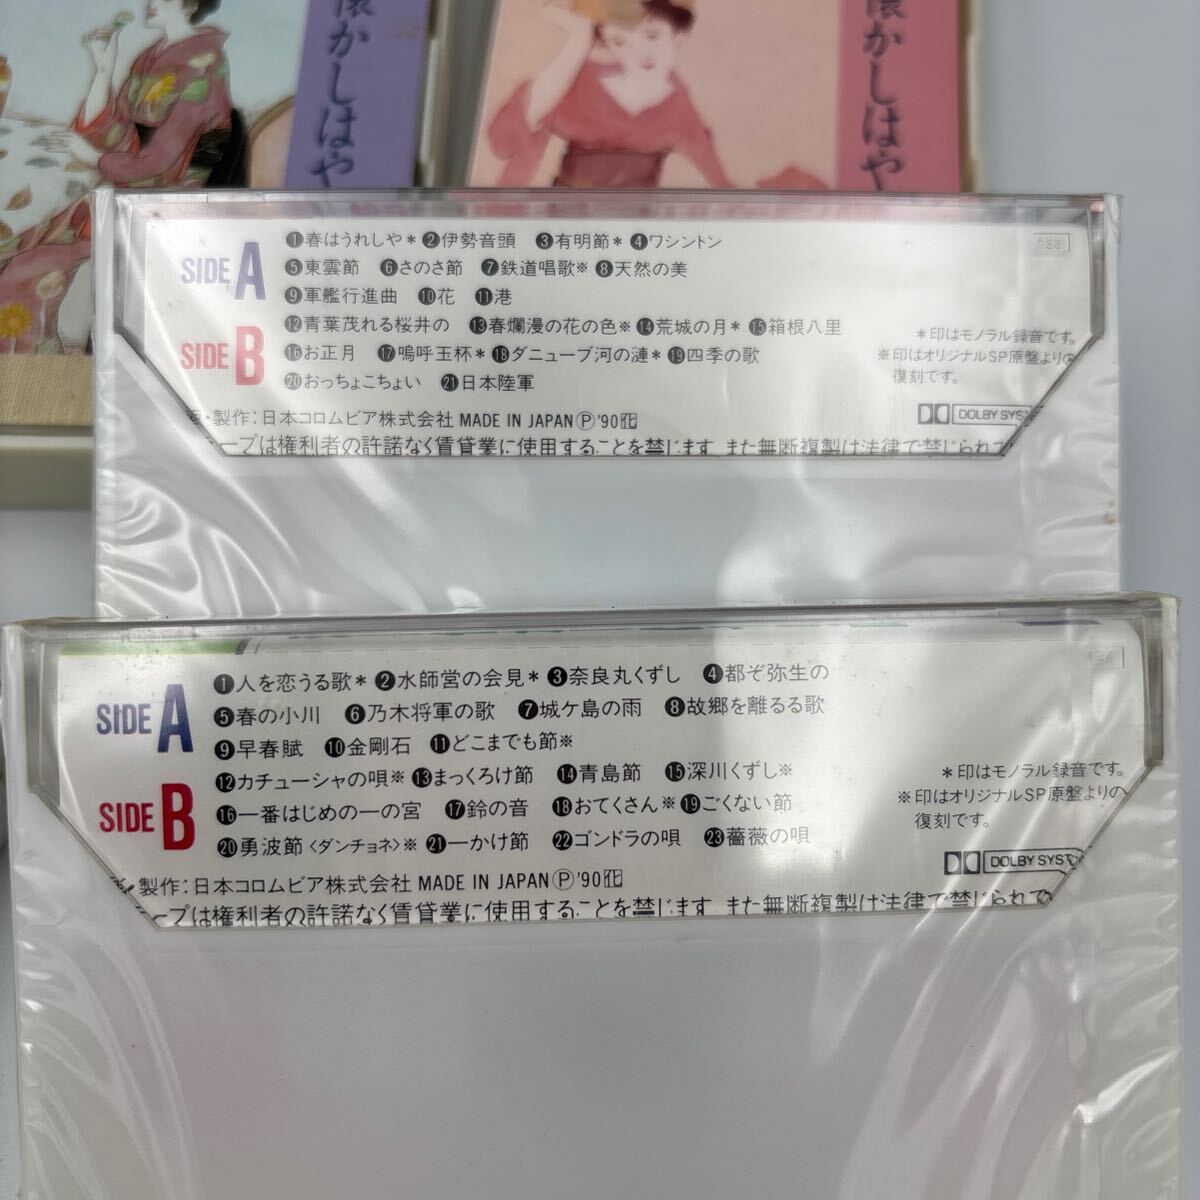 懐かしはや
懐かしはや
SIDE A
❶春はうれしや* ❷伊勢音頭 ❸有明節* ❹ワシントン
❺東雲節 ❻さのさ節 ❼鉄道唱歌※ ❽天然の美
❾軍艦行進曲 ❿花 ⓫港
SIDE B
⓬青葉茂れる桜井の ⓭春爛漫の花の色※ ⓮荒城の月* ⓯箱根八里
⓰お正月 ⓱嗚呼玉杯* ⓲ダニューブ河の漣* ⓳四季の歌
⓴おっちょこちょい ㉑日本陸軍
*印はモノラル録音です。
※印はオリジナルSP原盤よりの
復刻です。
・製作：日本コロムビア株式会社 MADE IN JAPAN Ⓟ'90 DOLBY SYST
ープは権利者の許諾なく賃貸業に使用することを禁じます。また無断複製は法律で禁じられて
SIDE A
❶人を恋うる歌* ❷水師営の会見* ❸奈良丸くずし ❹都ぞ弥生の
❺春の小川 ❻乃木将軍の歌 ❼城ケ島の雨 ❽故郷を離るる歌
❾早春賦 ❿金剛石 ⓫どこまでも節※
SIDE B
⓬カチューシャの唄※ ⓭まっくろけ節 ⓮青島節 ⓯深川くずし※
⓰一番はじめの一の宮 ⓱鈴の音 ⓲おてくさん※ ⓳ごくない節
⓴勇波節〈ダンチョネ〉※ ㉑一かけ節 ㉒ゴンドラの唄 ㉓薔薇の唄
*印はモノラル録音です。
※印はオリジナルSP原盤よりの
復刻です。
製作：日本コロムビア株式会社 MADE IN JAPAN Ⓟ'90 DOLBY SYST
ープは権利者の許諾なく賃貸業に使用することを禁じます。また無断複製は法律で禁じられて